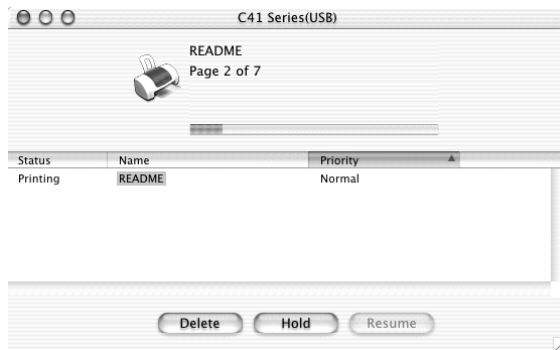 C41 Series(USB)
README
Page 2 of 7
Status Name Priority
Printing README Normal
Delete Hold Resume